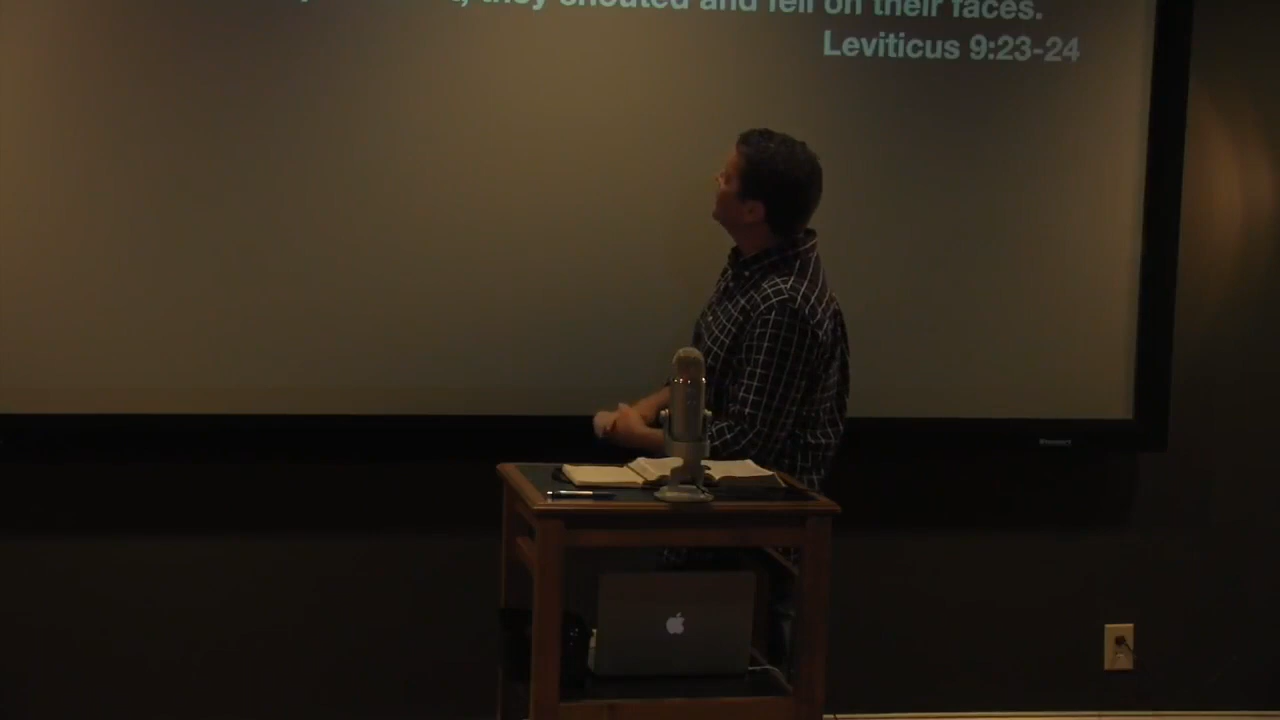 they shouted and fell on their faces.
Leviticus 9:23-24